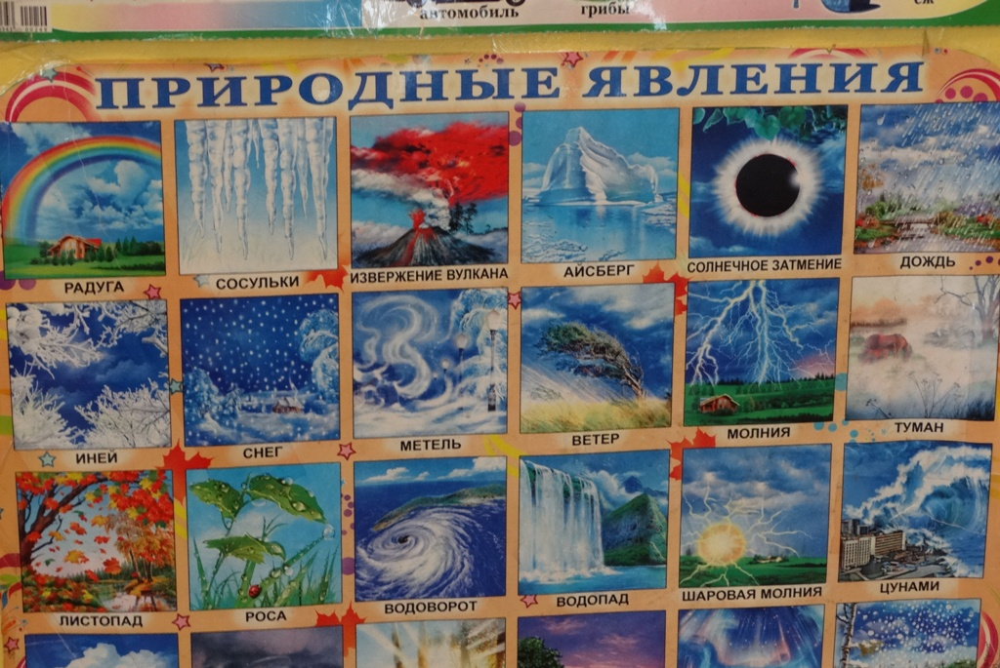 автомобиль
грибы
ёж
ПРИРОДНЫЕ ЯВЛЕНИЯ
РАДУГА
СОСУЛЬКИ
ИЗВЕРЖЕНИЕ ВУЛКАНА
АЙСБЕРГ
СОЛНЕЧНОЕ ЗАТМЕНИЕ
ДОЖДЬ
ИНЕЙ
СНЕГ
МЕТЕЛЬ
ВЕТЕР
МОЛНИЯ
ТУМАН
ЛИСТОПАД
РОСА
ВОДОВОРОТ
ВОДОПАД
ШАРОВАЯ МОЛНИЯ
ЦУНАМИ